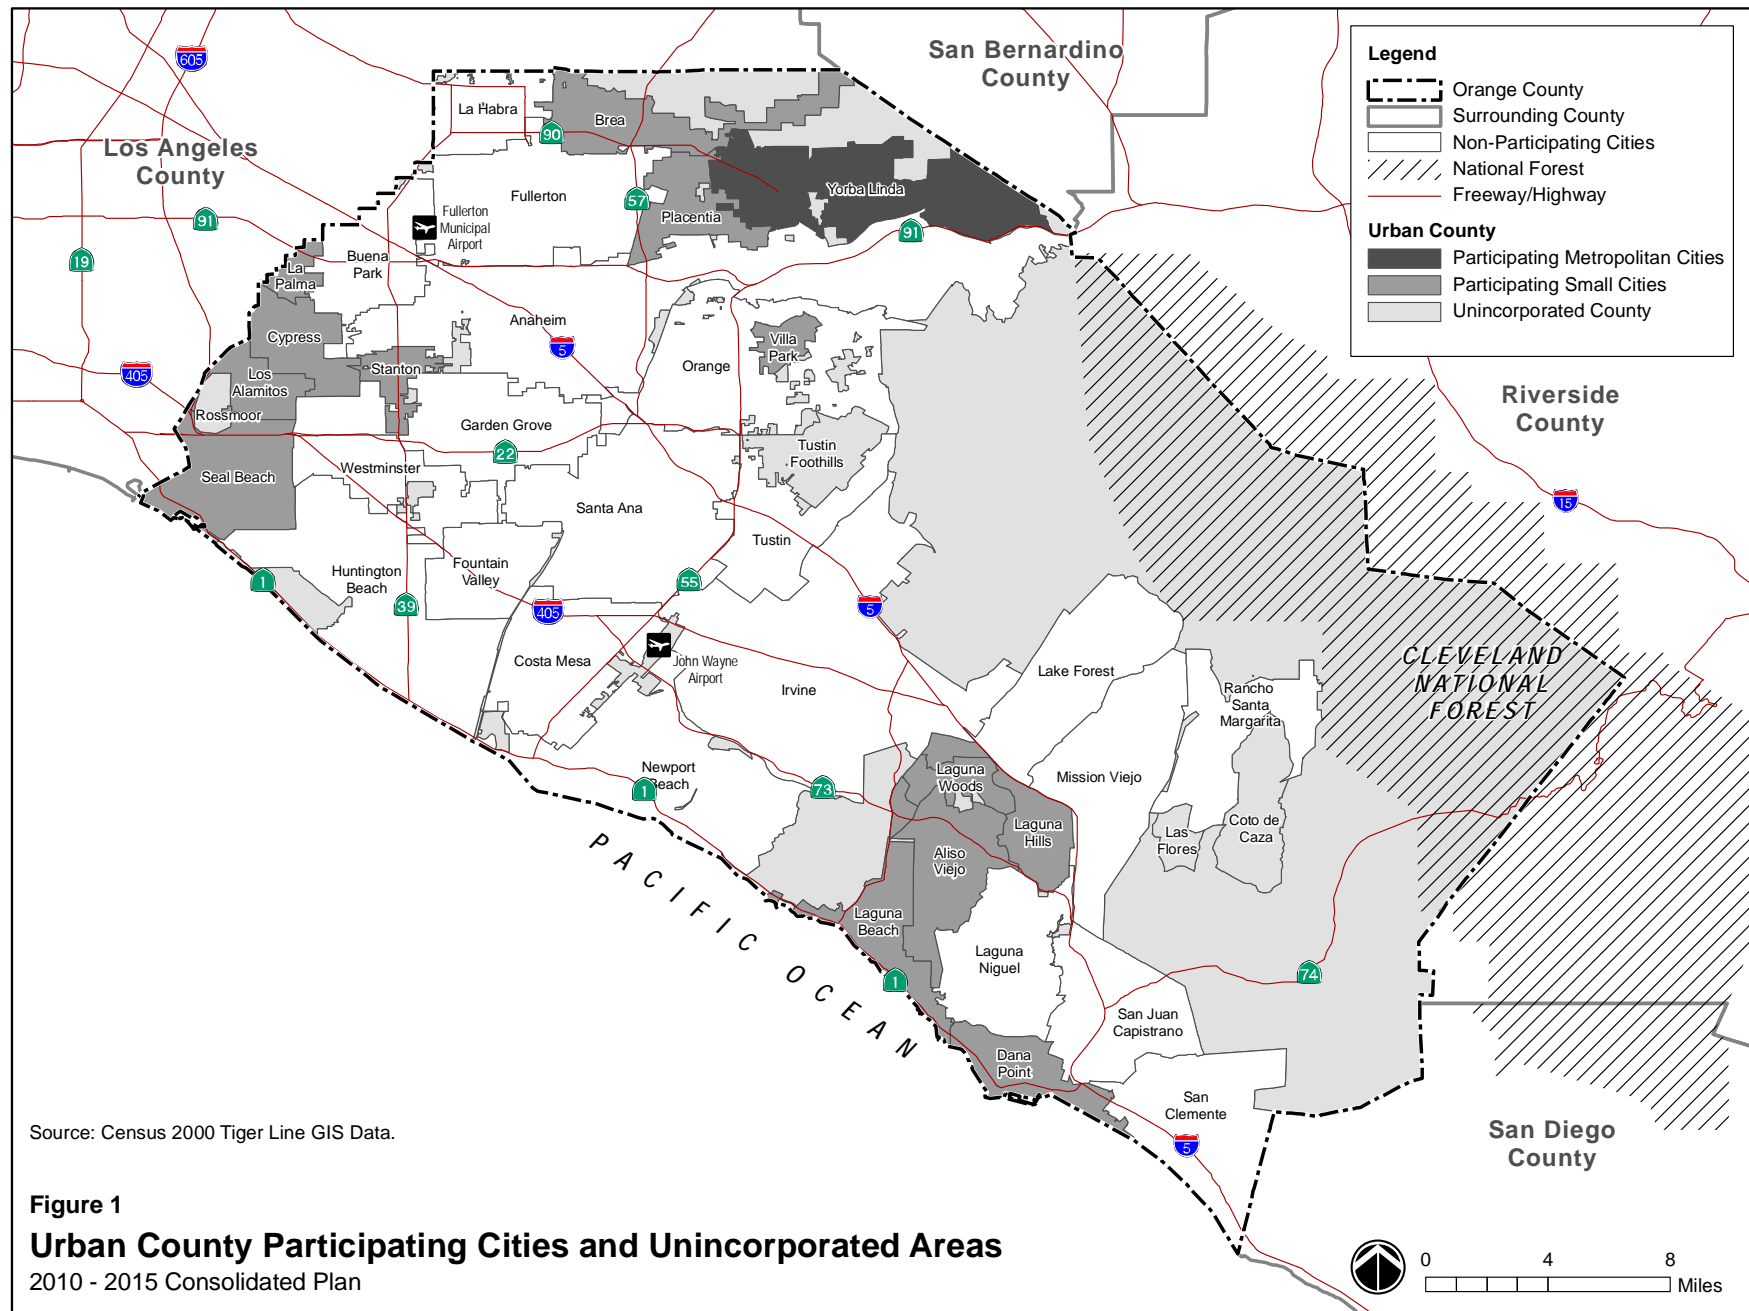 San Bernardino
County
Legend
Orange County
Surrounding County
Non-Participating Cities
National Forest
Freeway/Highway
Urban County
Participating Metropolitan Cities
Participating Small Cities
Unincorporated County
605
La Habra
Brea
90
Los Angeles
County
Fullerton
Yorba Linda
57
Placentia
91
91
Fullerton
Municipal
Airport
19
Buena
Park
La
Palma
Anaheim
Cypress
5
Villa
Park
Orange
405
Stanton
Los
Alamitos
Rossmoor
Riverside
County
Garden Grove
22
Tustin
Foothills
Westminster
Seal Beach
Santa Ana
15
Tustin
Fountain
Valley
Huntington
Beach
1
39
405
55
5
Costa Mesa
John Wayne
Airport
Irvine
Lake Forest
CLEVELAND
NATIONAL
FOREST
Rancho
Santa
Margarita
Newport
Beach
1
73
Laguna
Woods
Mission Viejo
Laguna
Hills
Las
Flores
Coto de
Caza
Aliso
Viejo
PACIFIC OCEAN
Laguna
Beach
Laguna
Niguel
1
74
San Juan
Capistrano
Dana
Point
San
Clemente
5
San Diego
County
Source: Census 2000 Tiger Line GIS Data.
Figure 1
Urban County Participating Cities and Unincorporated Areas
2010 - 2015 Consolidated Plan
0 4 8
Miles